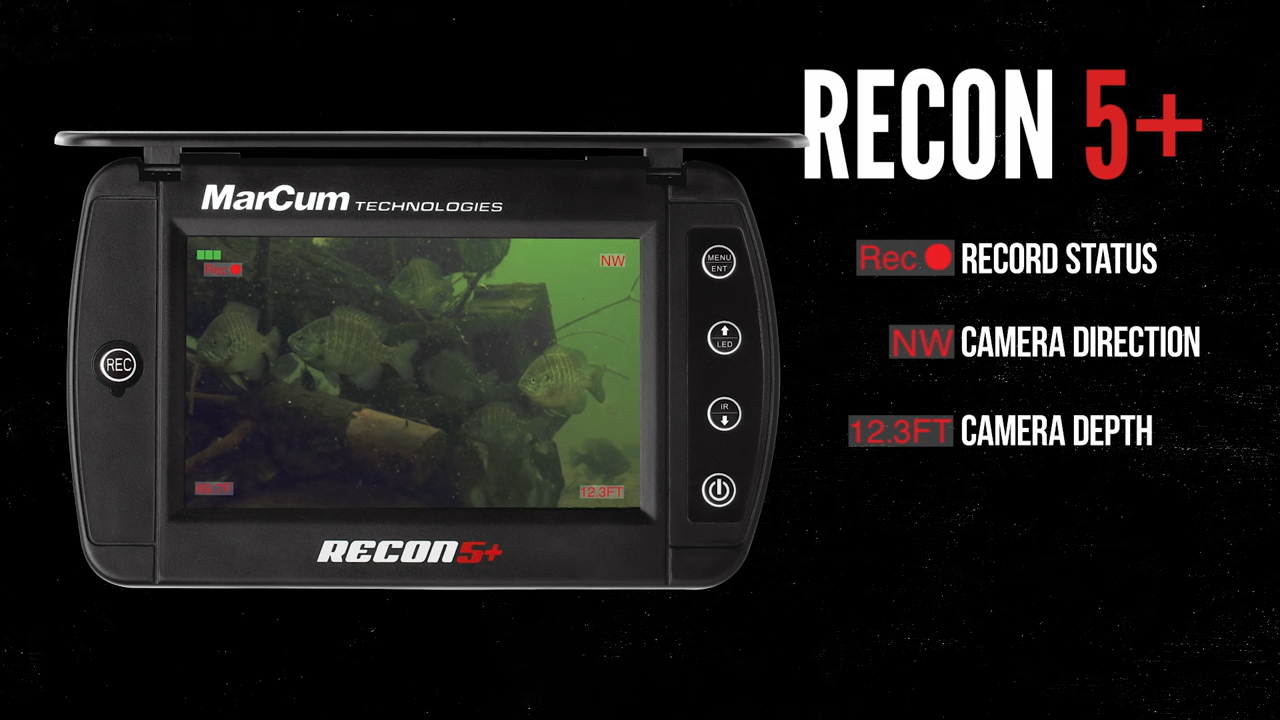 RECON 5+
MarCum TECHNOLOGIES
Rec
NW
12.3FT
REC
MENU
ENT
LED
IR
RECON5+
Rec RECORD STATUS
NW CAMERA DIRECTION
12.3FT CAMERA DEPTH